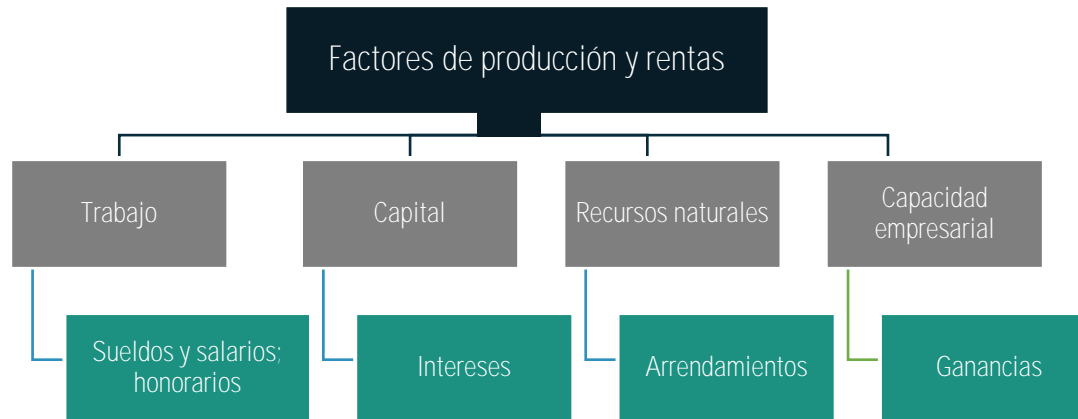 Factores de producción y rentas
Trabajo
Capital
Recursos naturales
Capacidad
empresarial
Sueldos y salarios;
honorarios
Intereses
Arrendamientos
Ganancias